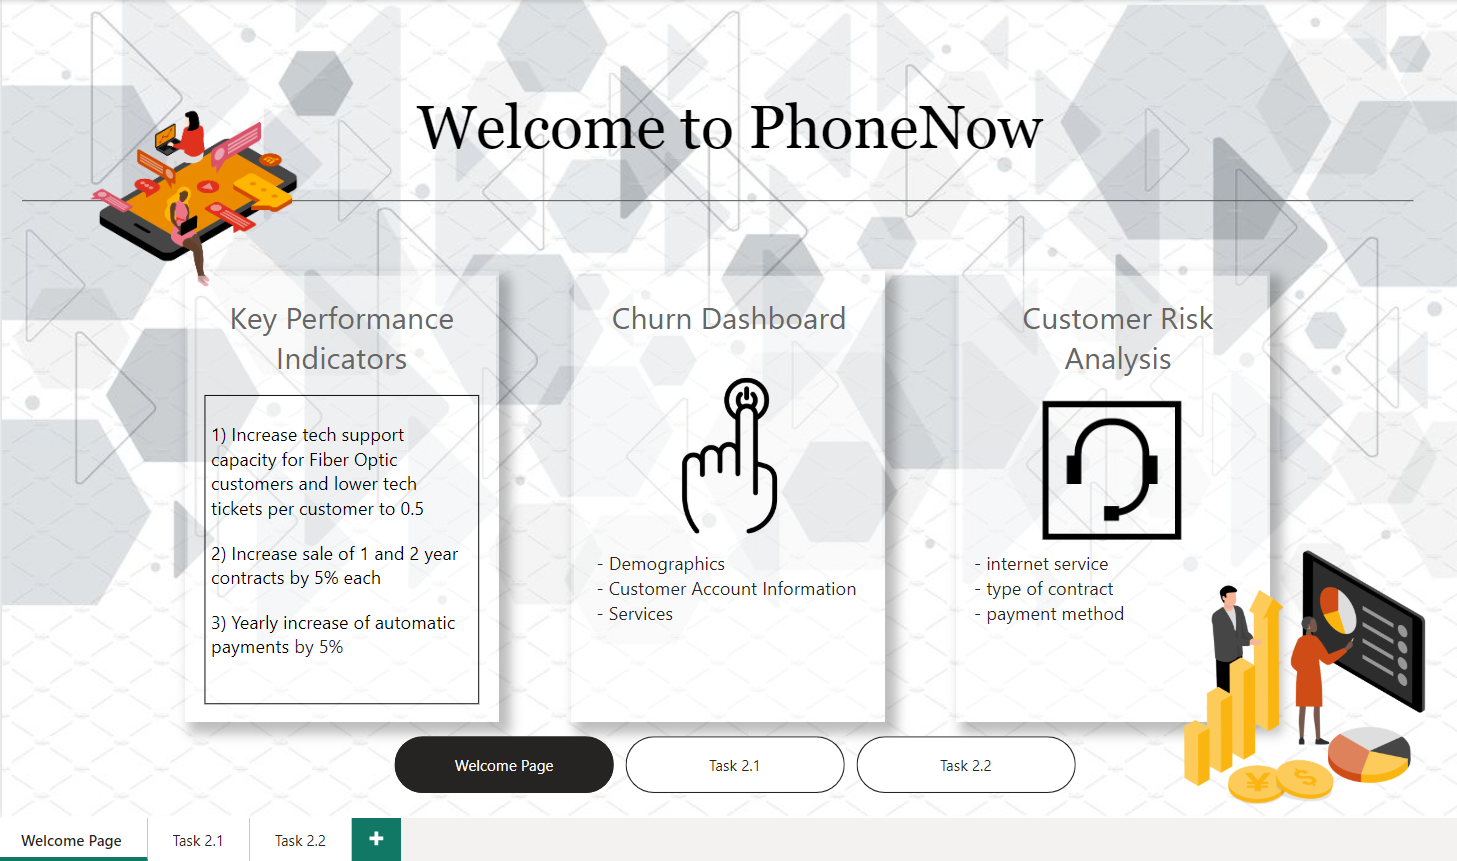 Welcome to PhoneNow
Key Performance
Indicators
1) Increase tech support
capacity for Fiber Optic
customers and lower tech
tickets per customer to 0.5
2) Increase sale of 1 and 2 year
contracts by 5% each
3) Yearly increase of automatic
payments by 5%
Churn Dashboard
- Demographics
- Customer Account Information
- Services
Customer Risk
Analysis
- internet service
- type of contract
- payment method
¥ $
Welcome Page Task 2.1 Task 2.2
Welcome Page Task 2.1 Task 2.2 +